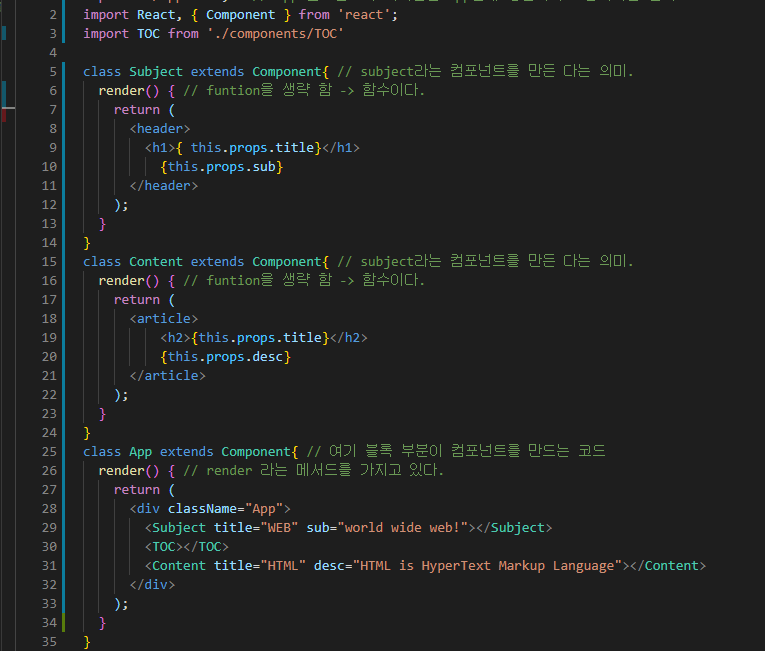 2 import React, { Component } from 'react';
3 import TOC from './components/TOC'
4
5 class Subject extends Component{ // subject라는 컴포넌트를 만든 다는 의미.
6 render() { // funtion을 생략 함 -> 함수이다.
7 return (
8 <header>
9 <h1>{ this.props.title}</h1>
10 {this.props.sub}
11 </header>
12 );
13 }
14 }
15 class Content extends Component{ // subject라는 컴포넌트를 만든 다는 의미.
16 render() { // funtion을 생략 함 -> 함수이다.
17 return (
18 <article>
19 <h2>{this.props.title}</h2>
20 {this.props.desc}
21 </article>
22 );
23 }
24 }
25 class App extends Component{ // 여기 블록 부분이 컴포넌트를 만드는 코드
26 render() { // render 라는 메서드를 가지고 있다.
27 return (
28 <div className="App">
29 <Subject title="WEB" sub="world wide web!"></Subject>
30 <TOC></TOC>
31 <Content title="HTML" desc="HTML is HyperText Markup Language"></Content>
32 </div>
33 );
34 }
35 }